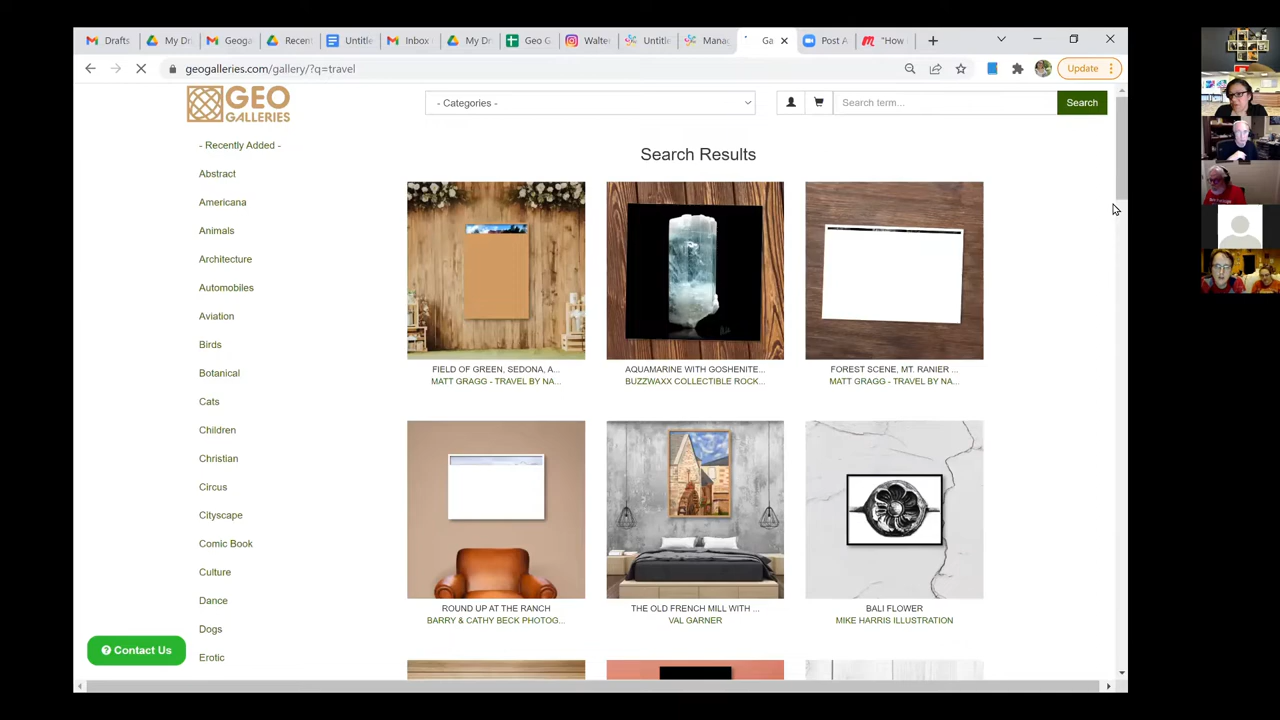 Drafts
My Dr
Geoga
Recent
Untitle
Inbox
My Dr
Geo G
Walter
Untitle
Manag
Ga
Post A
"How
geogalleries.com/gallery/?q=travel
Update
GEO
GALLERIES
- Categories -
Search term...
Search
- Recently Added -
Abstract
Americana
Animals
Architecture
Automobiles
Aviation
Birds
Botanical
Cats
Children
Christian
Circus
Cityscape
Comic Book
Culture
Dance
Dogs
Erotic
Contact Us
Search Results
FIELD OF GREEN, SEDONA, A...
MATT GRAGG - TRAVEL BY NA...
AQUAMARINE WITH GOSHENITE...
BUZZWAXX COLLECTIBLE ROCK...
FOREST SCENE, MT. RANIER ...
MATT GRAGG - TRAVEL BY NA...
ROUND UP AT THE RANCH
BARRY & CATHY BECK PHOTOG...
THE OLD FRENCH MILL WITH ...
VAL GARNER
BALI FLOWER
MIKE HARRIS ILLUSTRATION